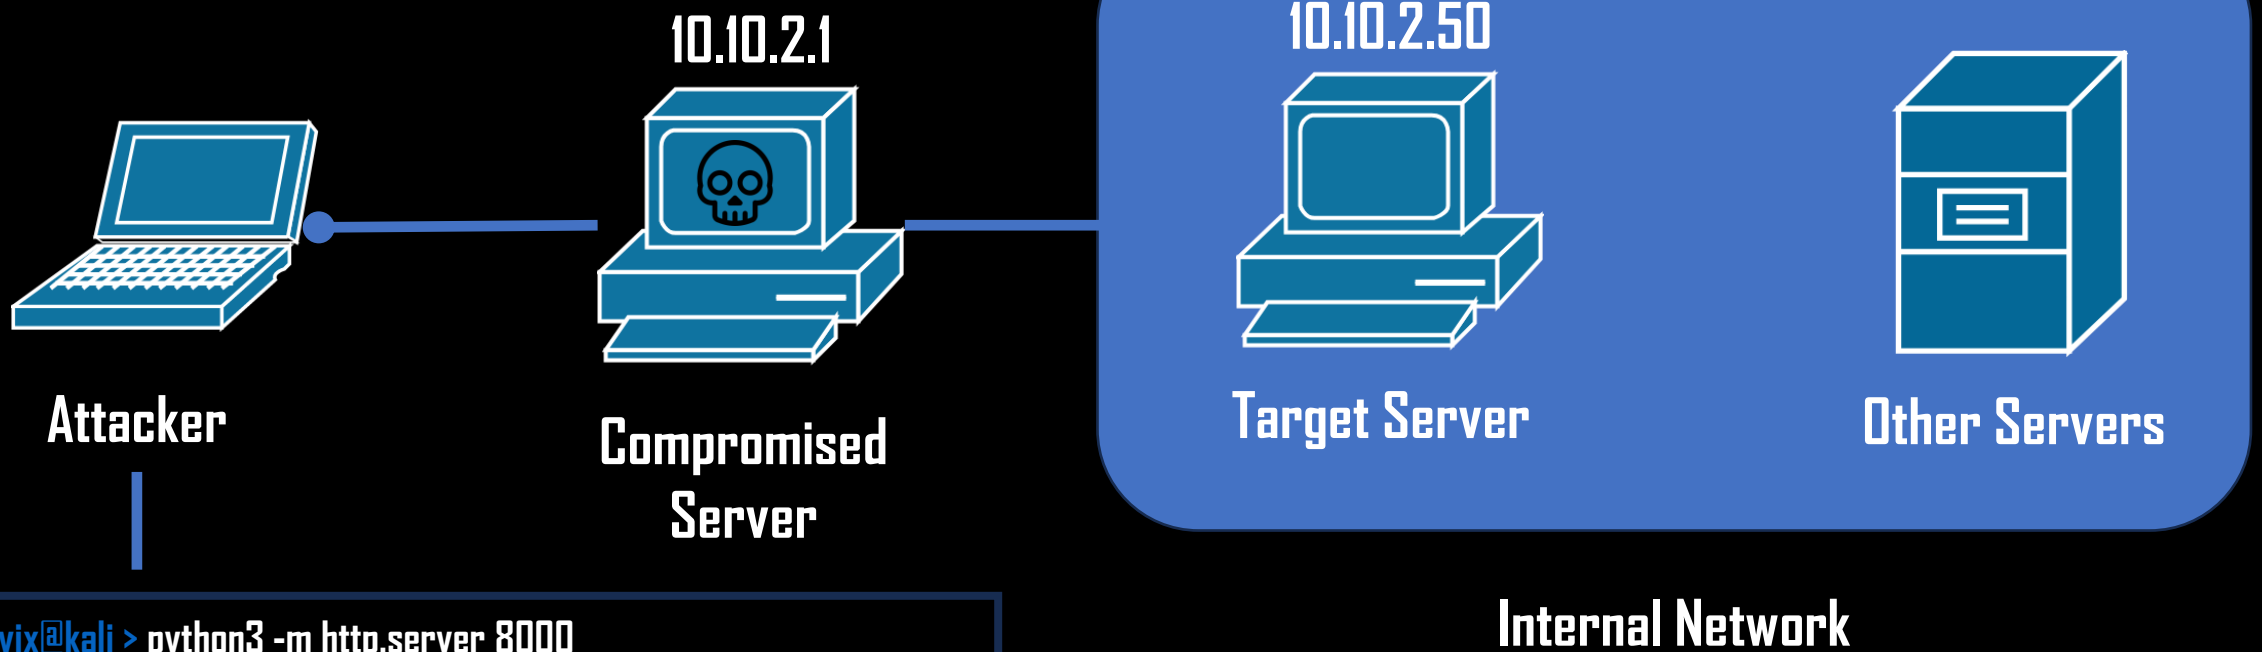 10.10.2.1
10.10.2.50
Attacker
Compromised
Server
Target Server
Other Servers
Internal Network
vix@kali > python3 -m http.server 8000